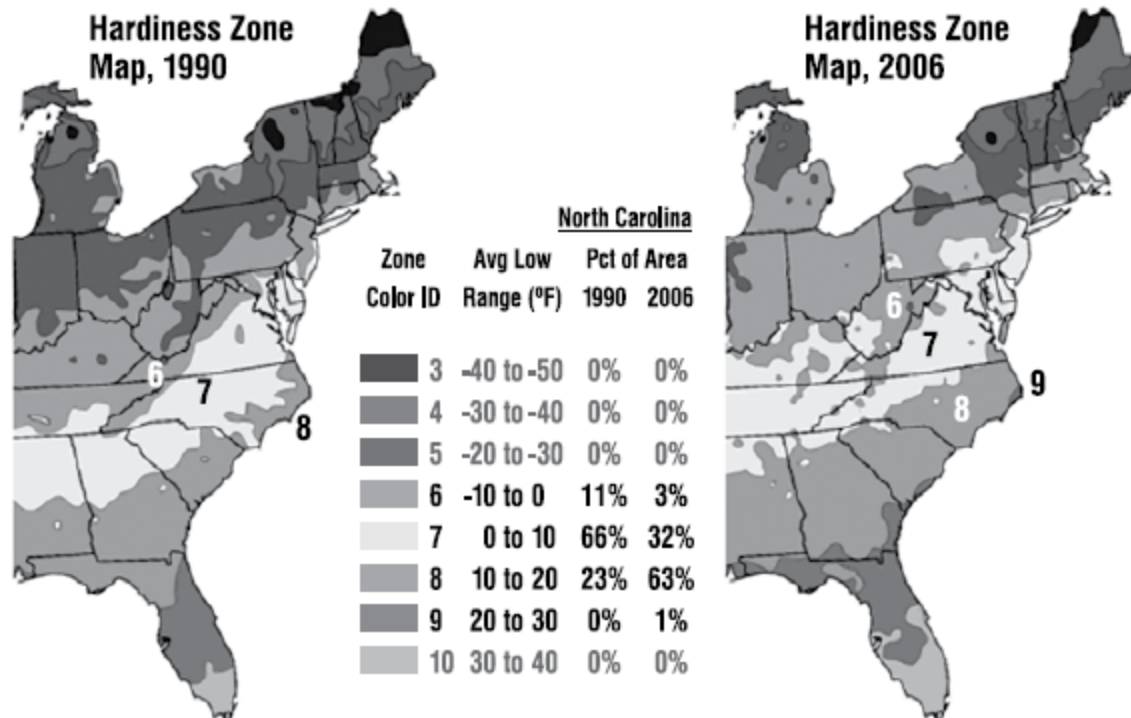 Hardiness Zone
Map, 1990
Hardiness Zone
Map, 2006
North Carolina
Zone Avg Low Pct of Area
Color ID Range (ºF) 1990 2006
3 -40 to -50 0% 0%
4 -30 to -40 0% 0%
5 -20 to -30 0% 0%
6 -10 to 0 11% 3%
7 0 to 10 66% 32%
8 10 to 20 23% 63%
9 20 to 30 0% 1%
10 30 to 40 0% 0%
6
7
8
6
7
8
9